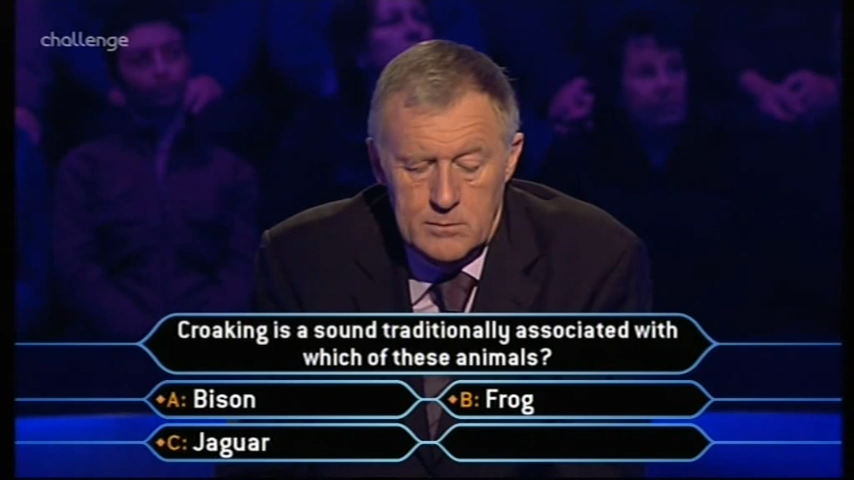 challenge
Croaking is a sound traditionally associated with
which of these animals?
A: Bison
B: Frog
C: Jaguar